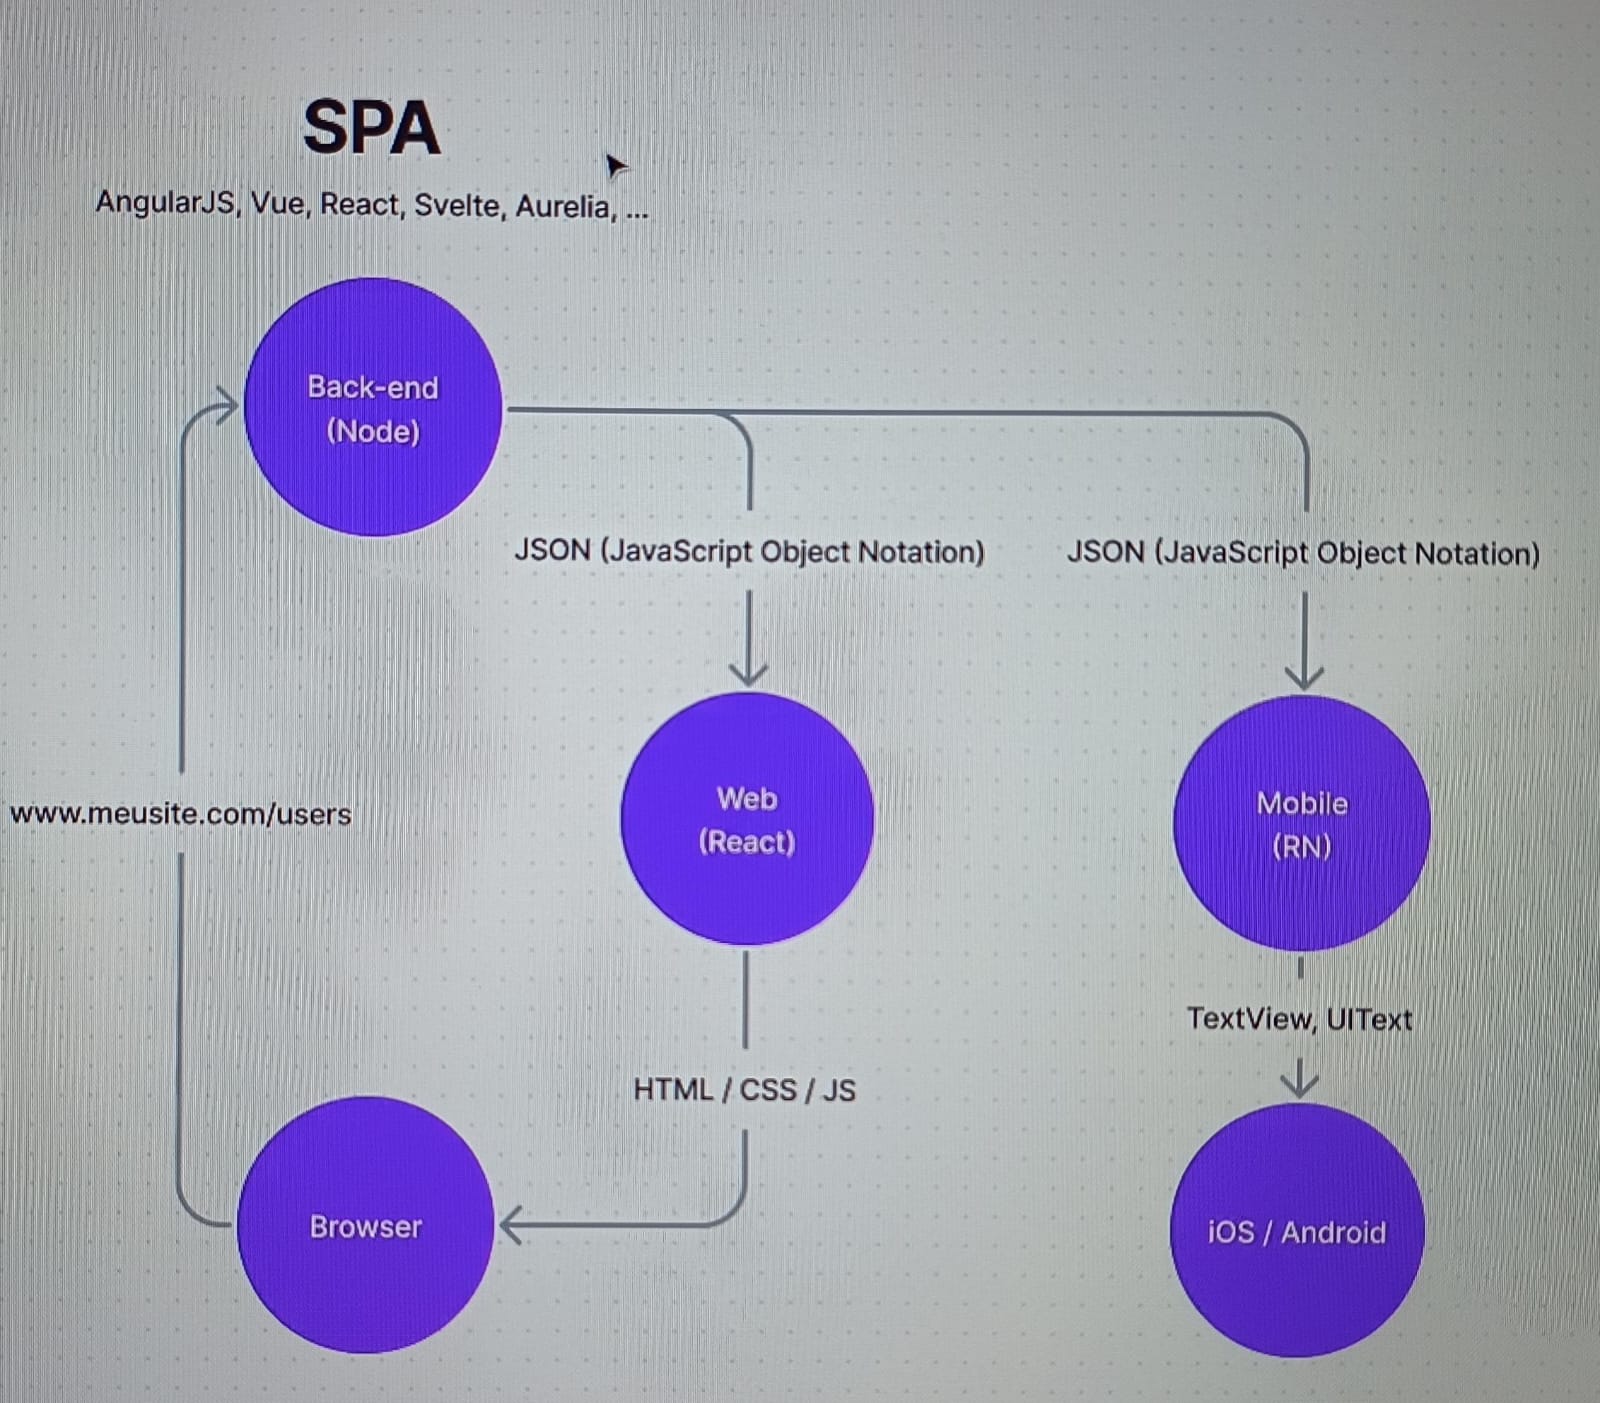 SPA
AngularJS, Vue, React, Svelte, Aurelia, ...
Back-end
(Node)
JSON (JavaScript Object Notation)
JSON (JavaScript Object Notation)
www.meusite.com/users
Web
(React)
Mobile
(RN)
TextView, UIText
HTML / CSS / JS
Browser
iOS / Android